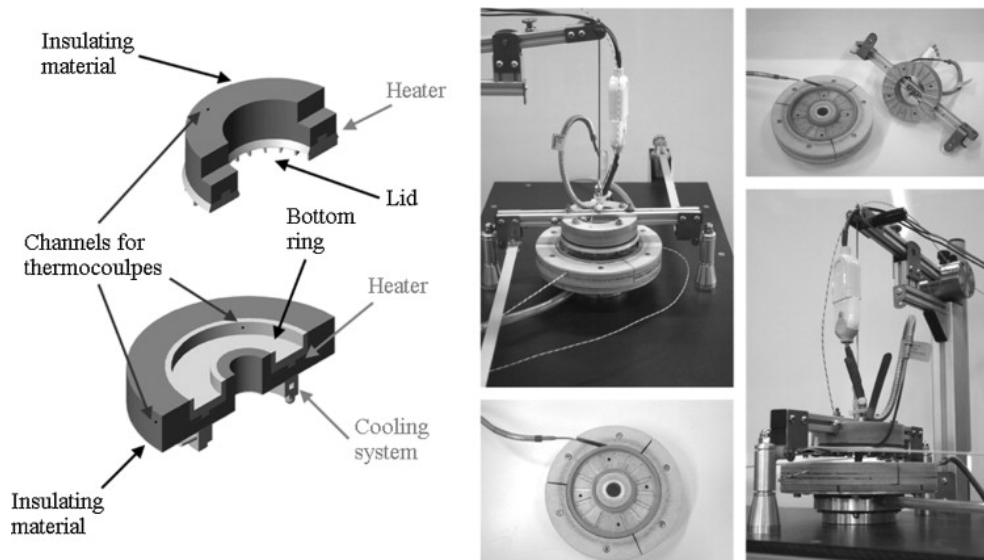 Insulating
material
Heater
Lid
Bottom
ring
Channels for
thermocoulpes
Heater
Cooling
system
Insulating
material